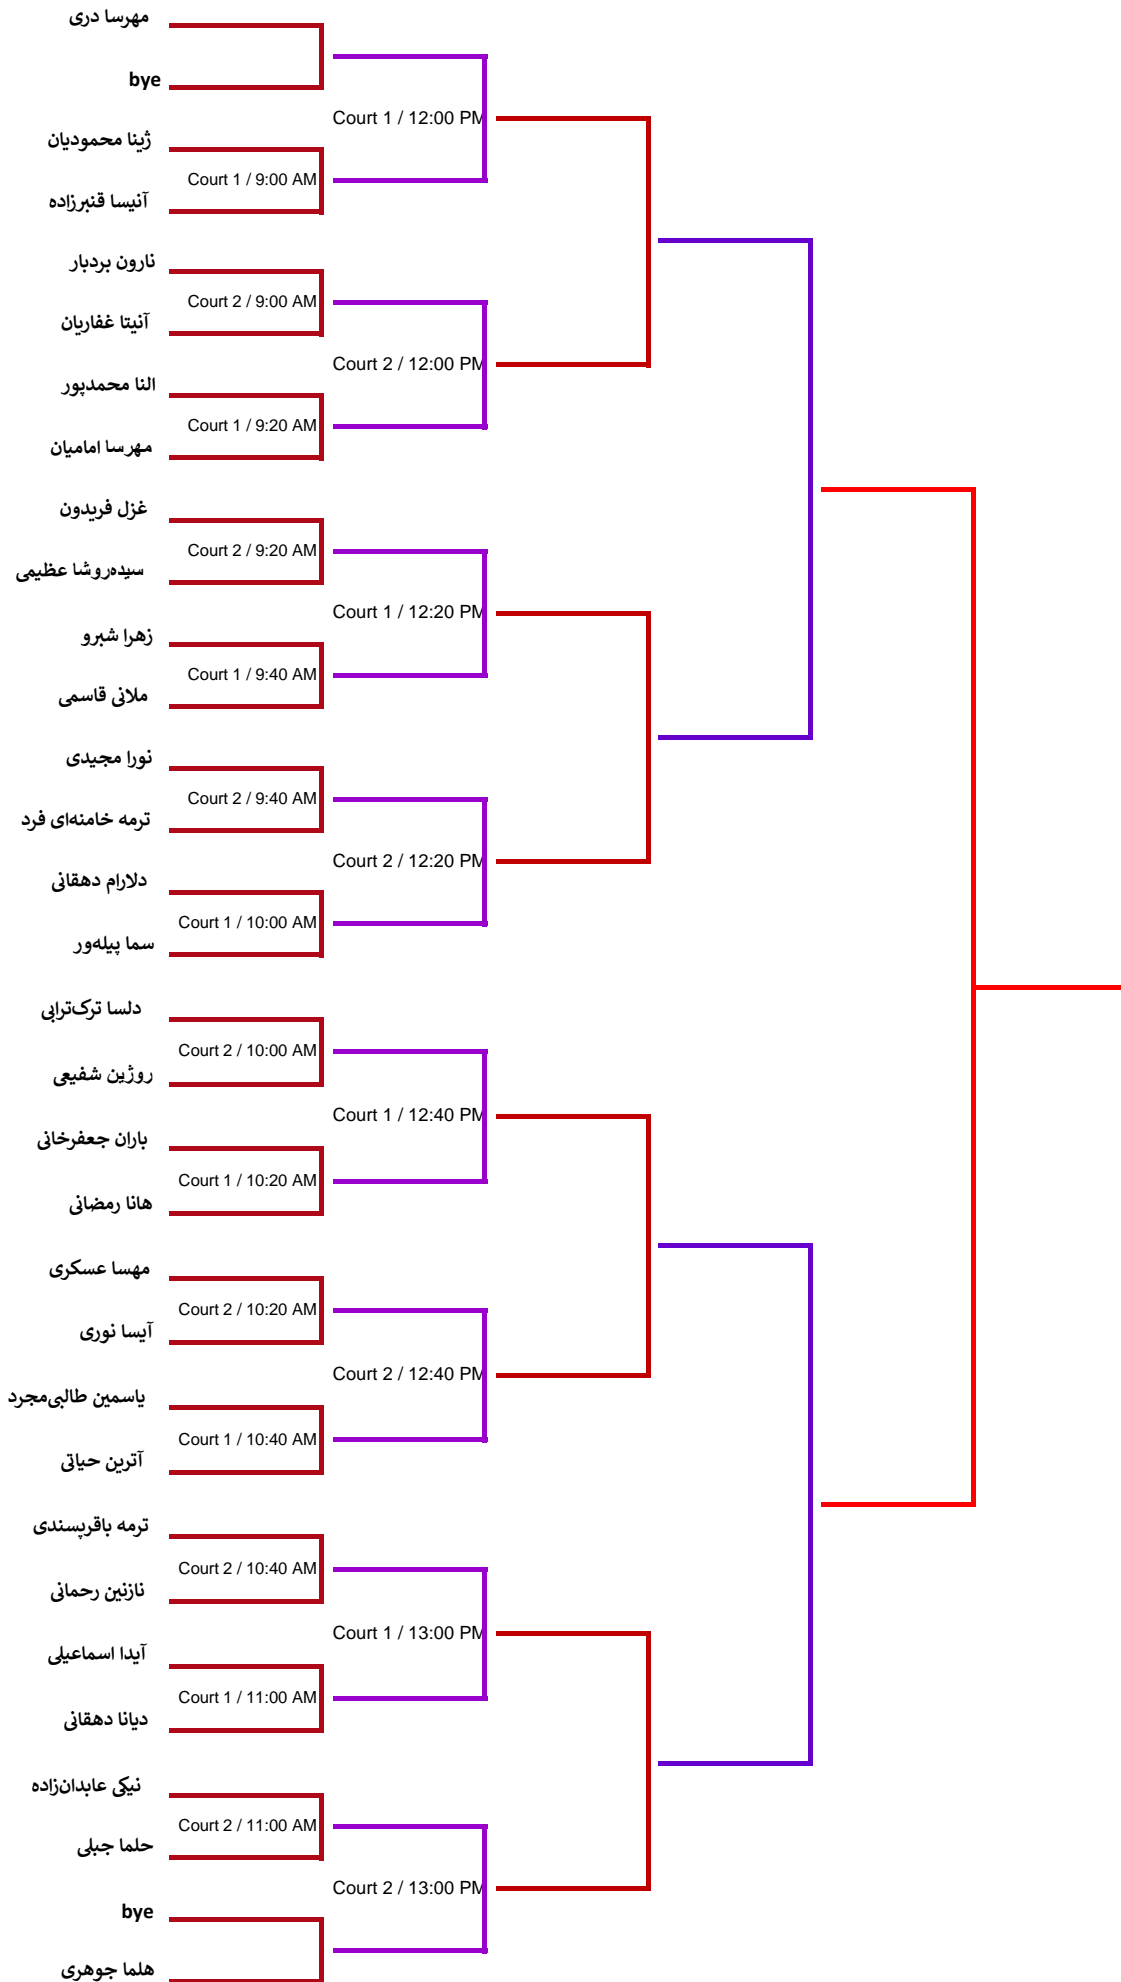 مهرسا دری
bye
Court 1 / 12:00 PM
ژینا محمودیان
Court 1 / 9:00 AM
آنیسا قنبرزاده
نارون بردبار
Court 2 / 9:00 AM
آنیتا غفاریان
Court 2 / 12:00 PM
النا محمدپور
Court 1 / 9:20 AM
مهرسا امامیان
غزل فریدون
Court 2 / 9:20 AM
سیده‌روشا عظیمی
Court 1 / 12:20 PM
زهرا شبرو
Court 1 / 9:40 AM
ملانی قاسمی
نورا مجیدی
Court 2 / 9:40 AM
ترمه خامنه‌ای فرد
Court 2 / 12:20 PM
دلارام دهقانی
Court 1 / 10:00 AM
سما پیله‌ور
دلسا ترک‌ترابی
Court 2 / 10:00 AM
روژین شفیعی
Court 1 / 12:40 PM
باران جعفرخانی
Court 1 / 10:20 AM
هانا رمضانی
مهسا عسکری
Court 2 / 10:20 AM
آیسا نوری
Court 2 / 12:40 PM
یاسمین طالبی‌مجرد
Court 1 / 10:40 AM
آترین حیاتی
ترمه باقرپسندی
Court 2 / 10:40 AM
نازنین رحمانی
Court 1 / 13:00 PM
آیدا اسماعیلی
Court 1 / 11:00 AM
دیانا دهقانی
نیکی عابدان‌زاده
Court 2 / 11:00 AM
حلما جبلی
Court 2 / 13:00 PM
bye
هلما جوهری